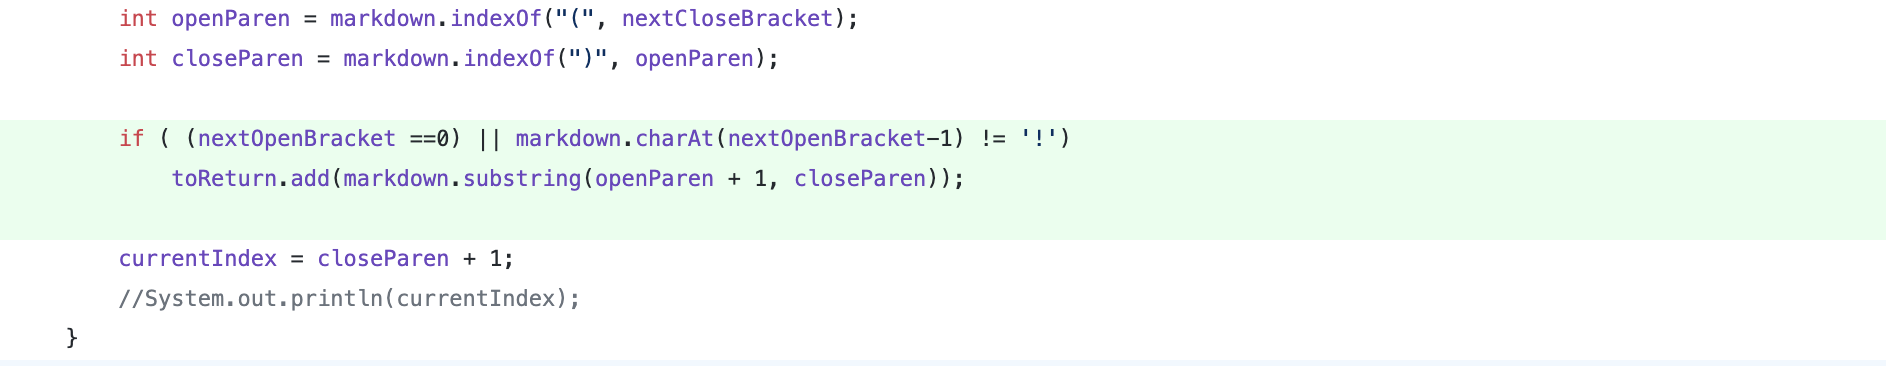 int openParen = markdown.indexOf("(", nextCloseBracket);
int closeParen = markdown.indexOf(")", openParen);
if ( (nextOpenBracket ==0) || markdown.charAt(nextOpenBracket-1) != '!')
toReturn.add(markdown.substring(openParen + 1, closeParen));
currentIndex = closeParen + 1;
//System.out.println(currentIndex);
}